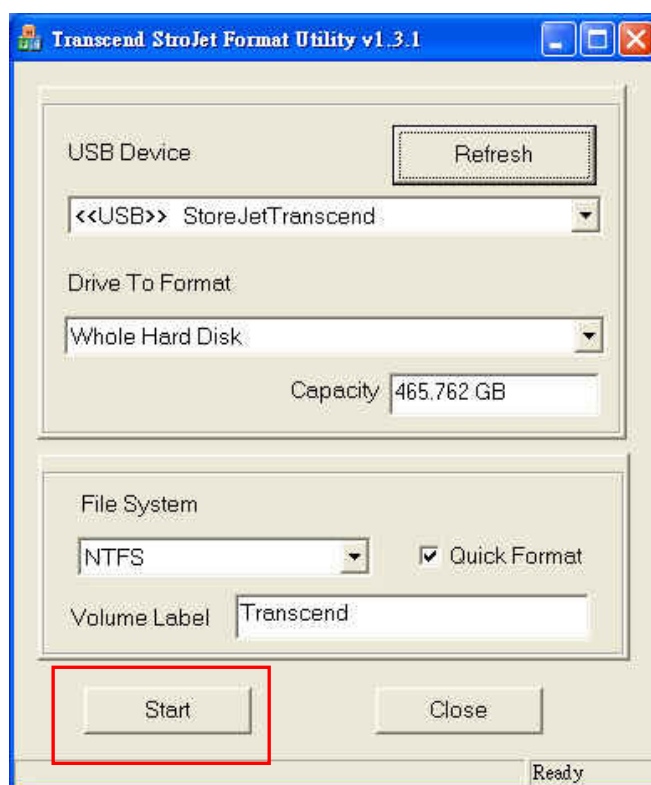 Transcend StroJet Format Utility v1.3.1
USB Device
Refresh
<<USB>> StoreJetTranscend
Drive To Format
Whole Hard Disk
Capacity 465.762 GB
File System
NTFS
Quick Format
Volume Label Transcend
Start Close
Ready